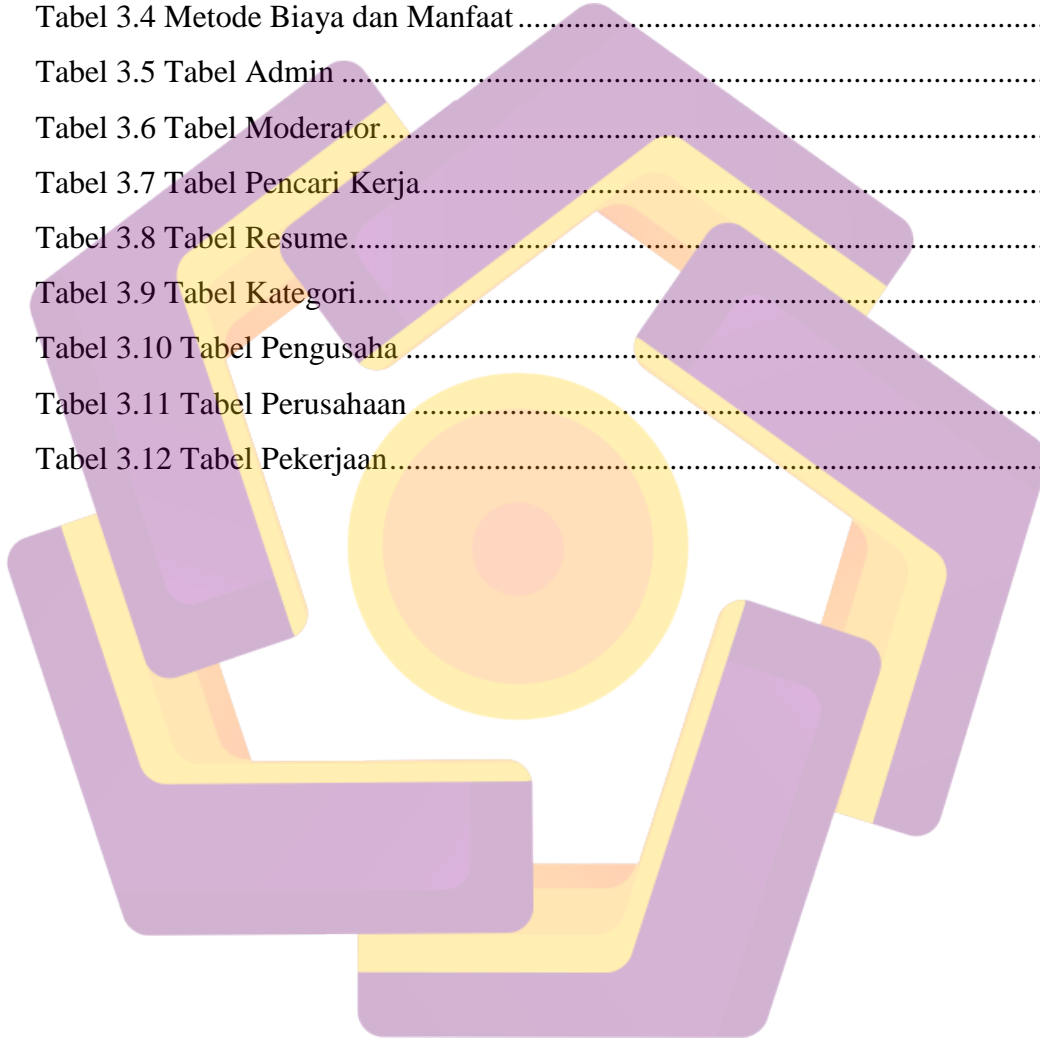 Tabel 3.4 Metode Biaya dan Manfaat ..................................................................
Tabel 3.5 Tabel Admin .........................................................................................
Tabel 3.6 Tabel Moderator....................................................................................
Tabel 3.7 Tabel Pencari Kerja...............................................................................
Tabel 3.8 Tabel Resume........................................................................................
Tabel 3.9 Tabel Kategori.......................................................................................
Tabel 3.10 Tabel Pengusaha .................................................................................
Tabel 3.11 Tabel Perusahaan ...............................................................................
Tabel 3.12 Tabel Pekerjaan...................................................................................